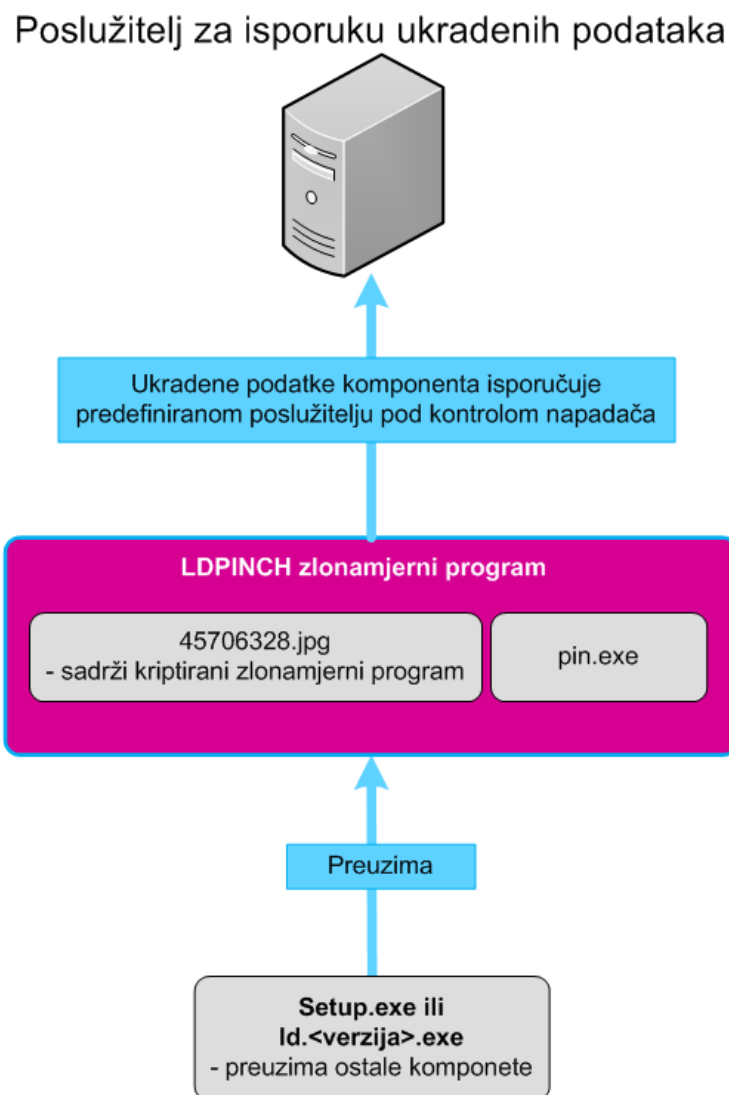 Poslužitelj za isporuku ukradenih podataka
Ukradene podatke komponenta isporučuje
predefiniranom poslužitelju pod kontrolom napadača
LDPINCH zlonamjerni program
45706328.jpg
- sadrži kriptirani zlonamjerni program
pin.exe
Preuzima
Setup.exe ili
ld.<verzija>.exe
- preuzima ostale komponete